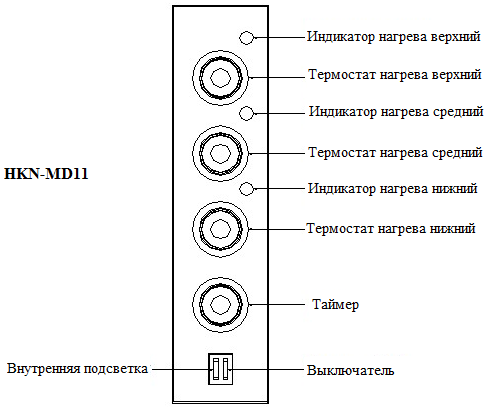 Индикатор нагрева верхний
Термостат нагрева верхний
Индикатор нагрева средний
Термостат нагрева средний
HKN-MD11
Индикатор нагрева нижний
Термостат нагрева нижний
Таймер
Внутренняя подсветка
Выключатель